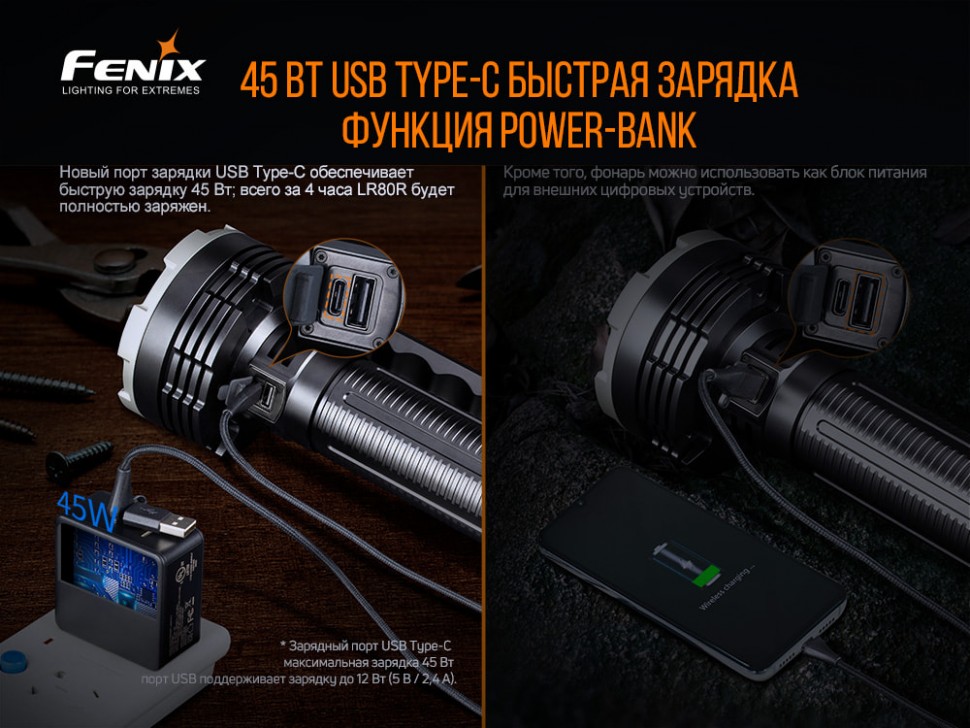 FENIX
LIGHTING FOR EXTREMES
45 ВТ USB TYPE-C БЫСТРАЯ ЗАРЯДКА
ФУНКЦИЯ POWER-BANK
Новый порт зарядки USB Type-C обеспечивает
быструю зарядку 45 Вт; всего за 4 часа LR80R будет
полностью заряжен.
Кроме того, фонарь можно использовать как блок питания
для внешних цифровых устройств.
45W
Wireless charging ...
* Зарядный порт USB Type-C
максимальная зарядка 45 Вт
порт USB поддерживает зарядку до 12 Вт (5 В / 2,4 А).